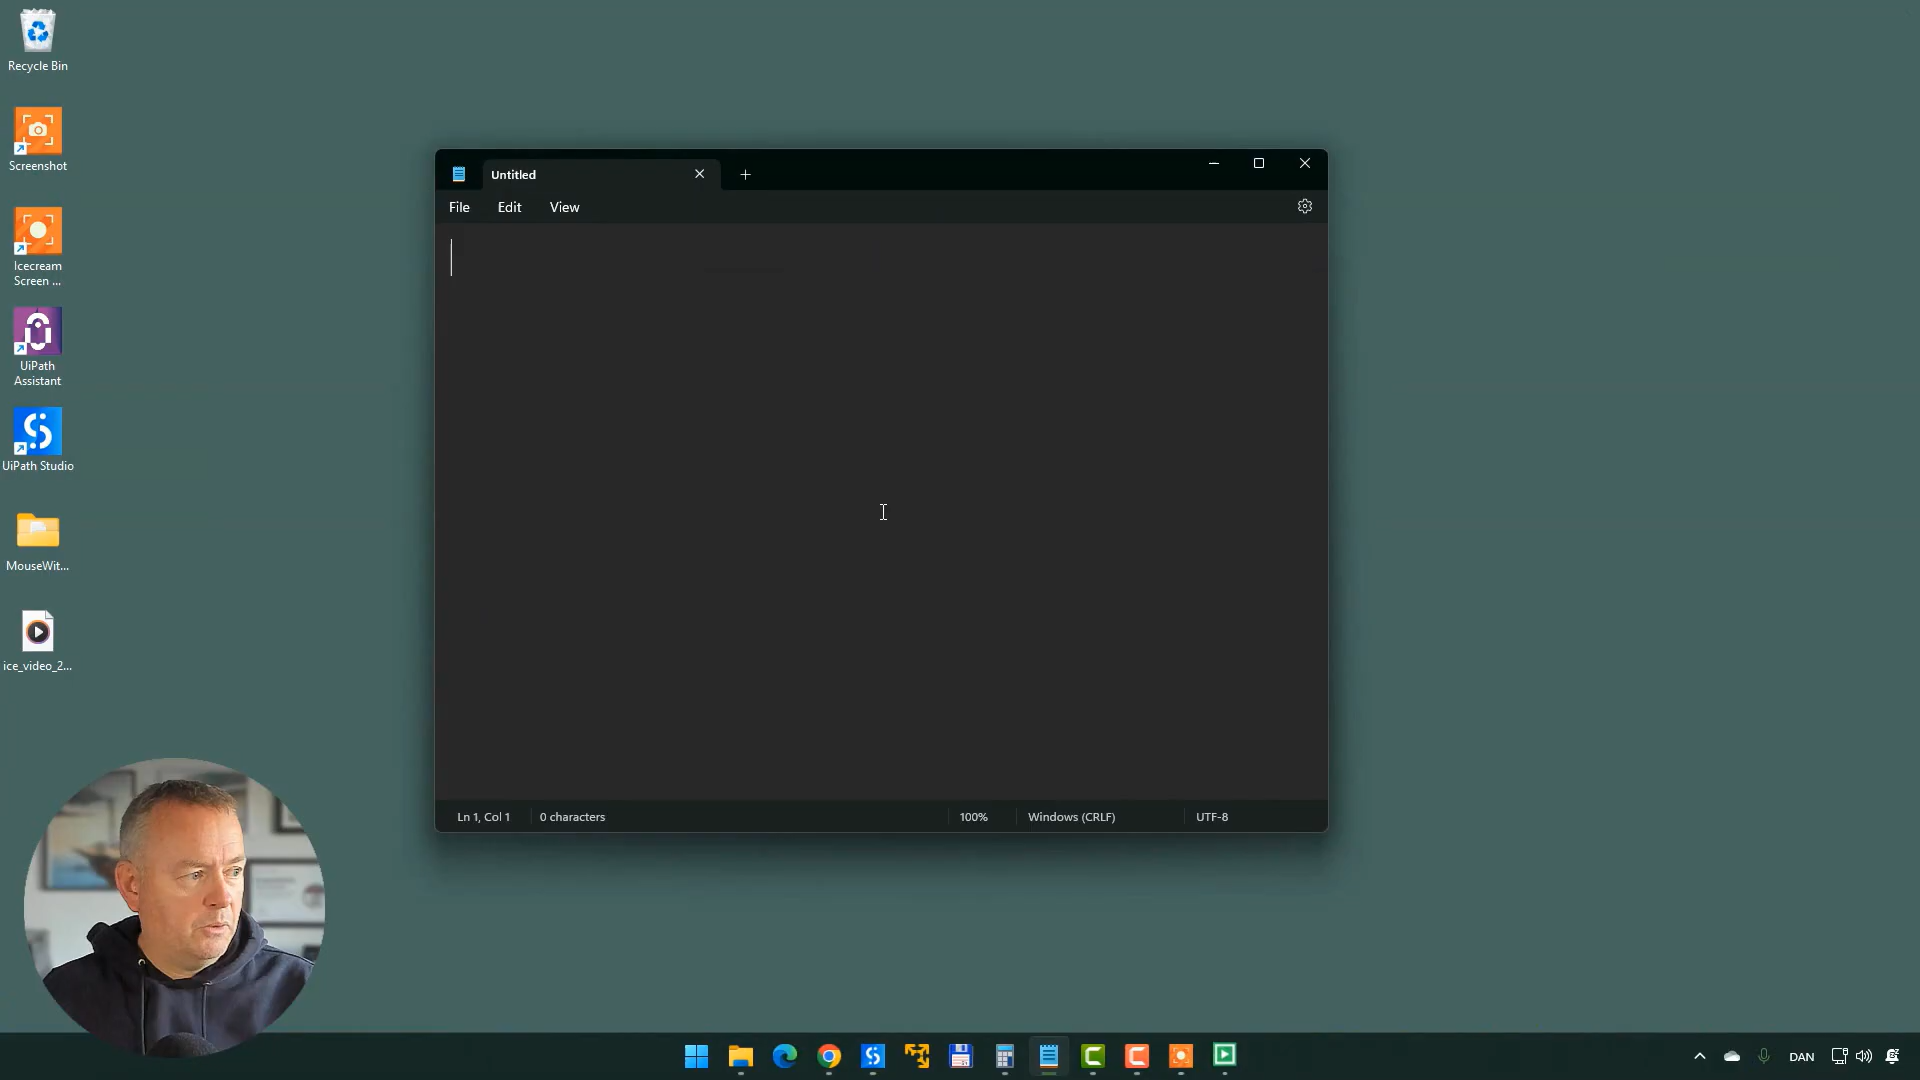 Recycle Bin
Screenshot
Icecream
Screen ...
UiPath
Assistant
UiPath Studio
MouseWit...
ice_video_2...
Untitled
File Edit View
Ln 1, Col 1 0 characters 100% Windows (CRLF) UTF-8
DAN